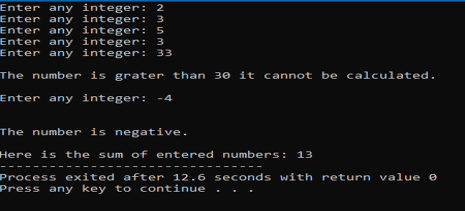 Enter any integer: 2
Enter any integer: 3
Enter any integer: 5
Enter any integer: 3
Enter any integer: 33
The number is grater than 30 it cannot be calculated.
Enter any integer: -4
The number is negative.
Here is the sum of entered numbers: 13
--------------------------------
Process exited after 12.6 seconds with return value 0
Press any key to continue . . .